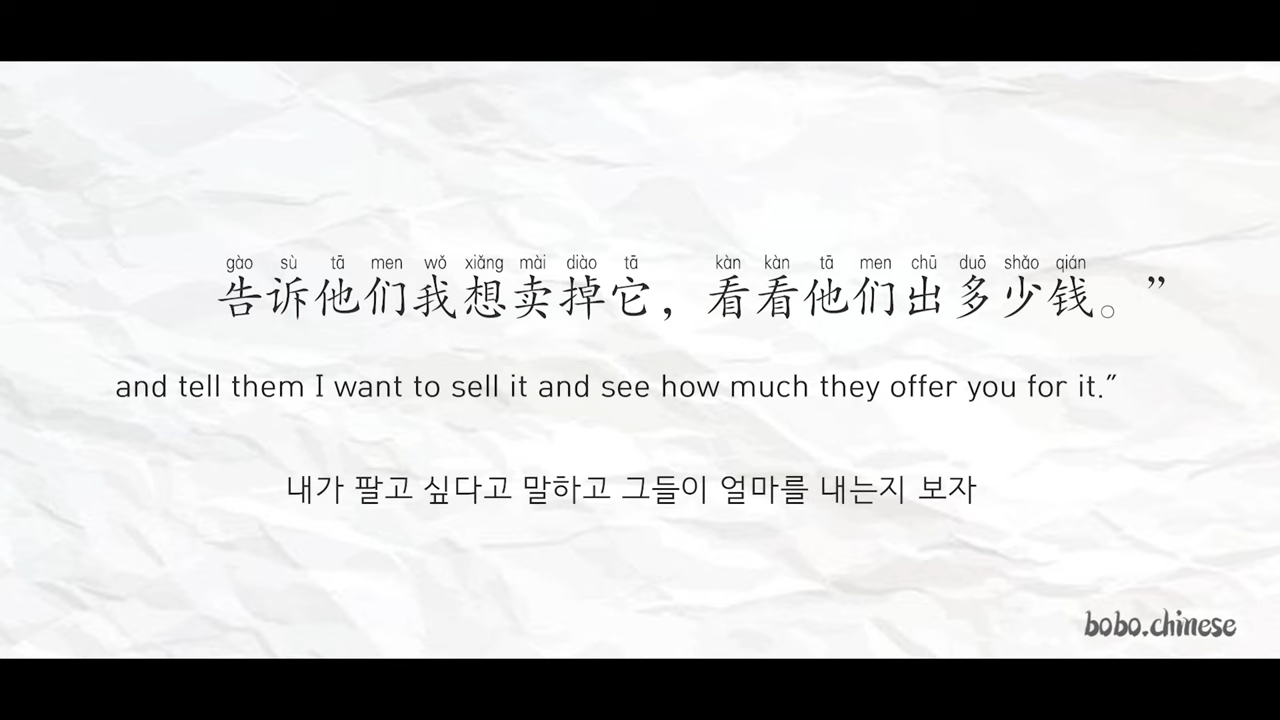 gào sù tā men wǒ xiǎng mài diào tā kàn kàn tā men chū duō shǎo qián
告诉他们我想卖掉它，看看他们出多少钱。”
and tell them I want to sell it and see how much they offer you for it.”
내가 팔고 싶다고 말하고 그들이 얼마를 내는지 보자
bobo.chinese